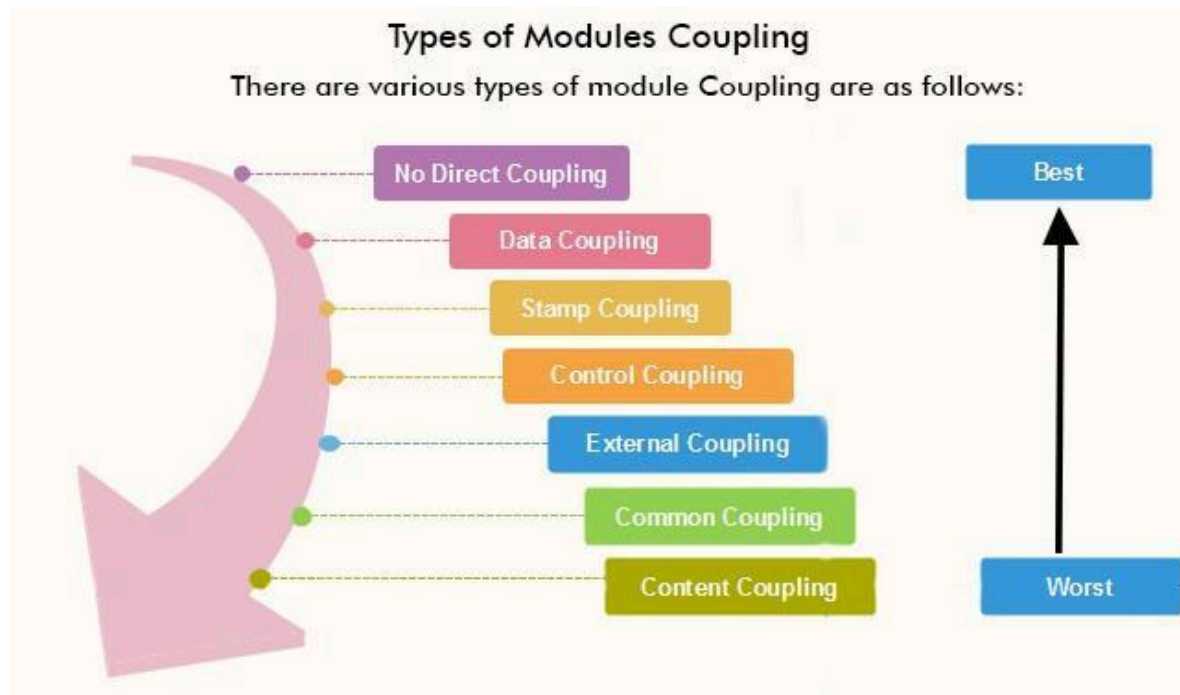 Types of Modules Coupling
There are various types of module Coupling are as follows:
No Direct Coupling
Best
Data Coupling
Stamp Coupling
Control Coupling
External Coupling
Common Coupling
Content Coupling
Worst